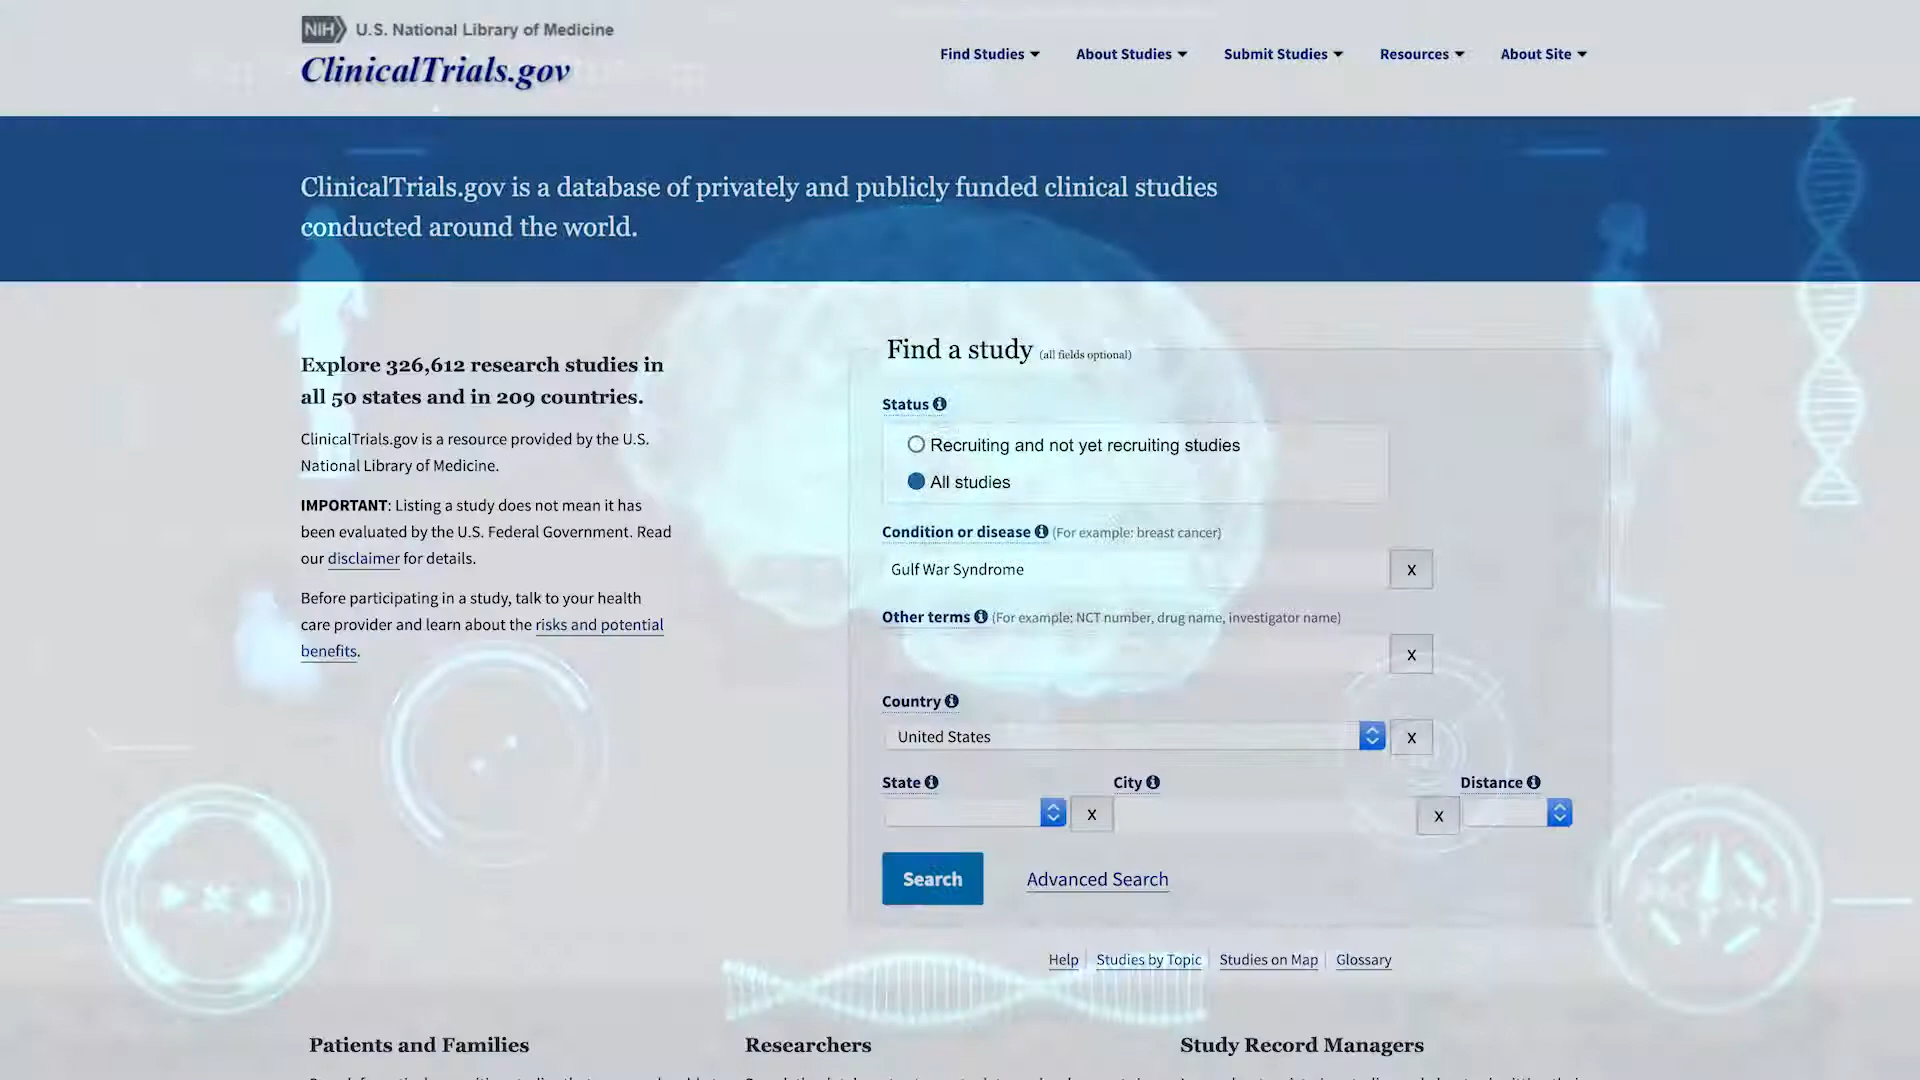 NIH U.S. National Library of Medicine
ClinicalTrials.gov
Find Studies About Studies Submit Studies Resources About Site
ClinicalTrials.gov is a database of privately and publicly funded clinical studies
conducted around the world.
Explore 326,612 research studies in
all 50 states and in 209 countries.
ClinicalTrials.gov is a resource provided by the U.S.
National Library of Medicine.
IMPORTANT: Listing a study does not mean it has
been evaluated by the U.S. Federal Government. Read
our disclaimer for details.
Before participating in a study, talk to your health
care provider and learn about the risks and potential
benefits.
Find a study (all fields optional)
Status
Recruiting and not yet recruiting studies
All studies
Condition or disease (For example: breast cancer)
Gulf War Syndrome X
Other terms (For example: NCT number, drug name, investigator name)
X
Country
United States X
State City Distance
X X
Search Advanced Search
Help Studies by Topic Studies on Map Glossary
Patients and Families Researchers Study Record Managers